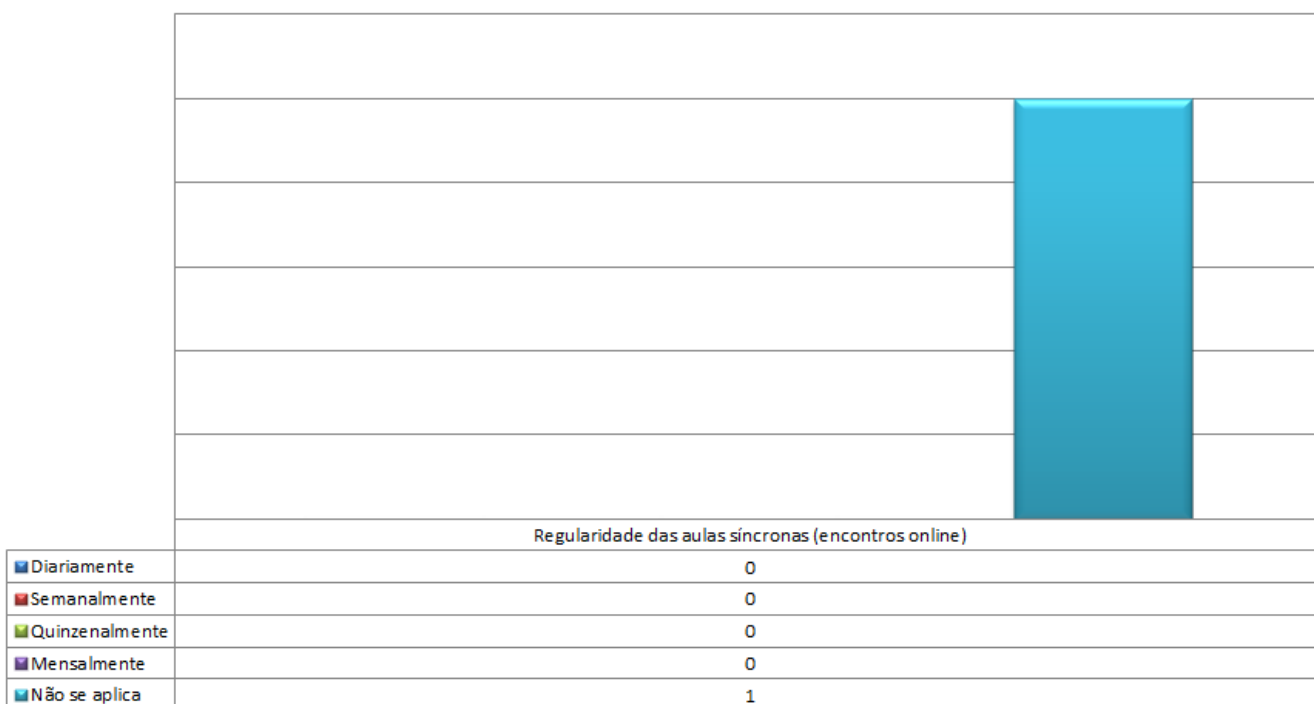 Regularidade das aulas síncronas (encontros online)
Diariamente 0
Semanalmente 0
Quinzenalmente 0
Mensalmente 0
Não se aplica 1